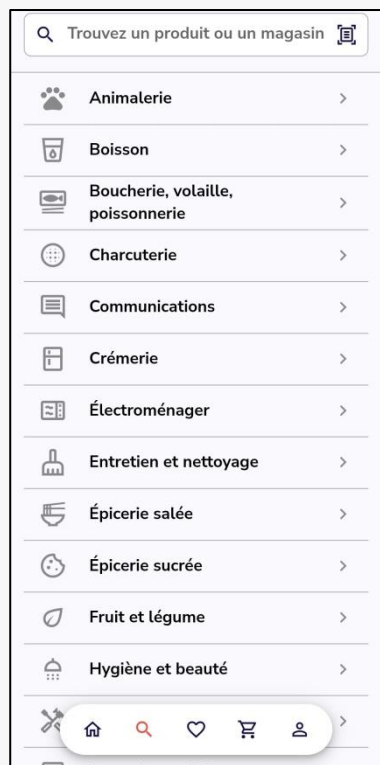 Trouvez un produit ou un magasin
Animalerie
Boisson
Boucherie, volaille,
poissonnerie
Charcuterie
Communications
Crémerie
Électroménager
Entretien et nettoyage
Épicerie salée
Épicerie sucrée
Fruit et légume
Hygiène et beauté